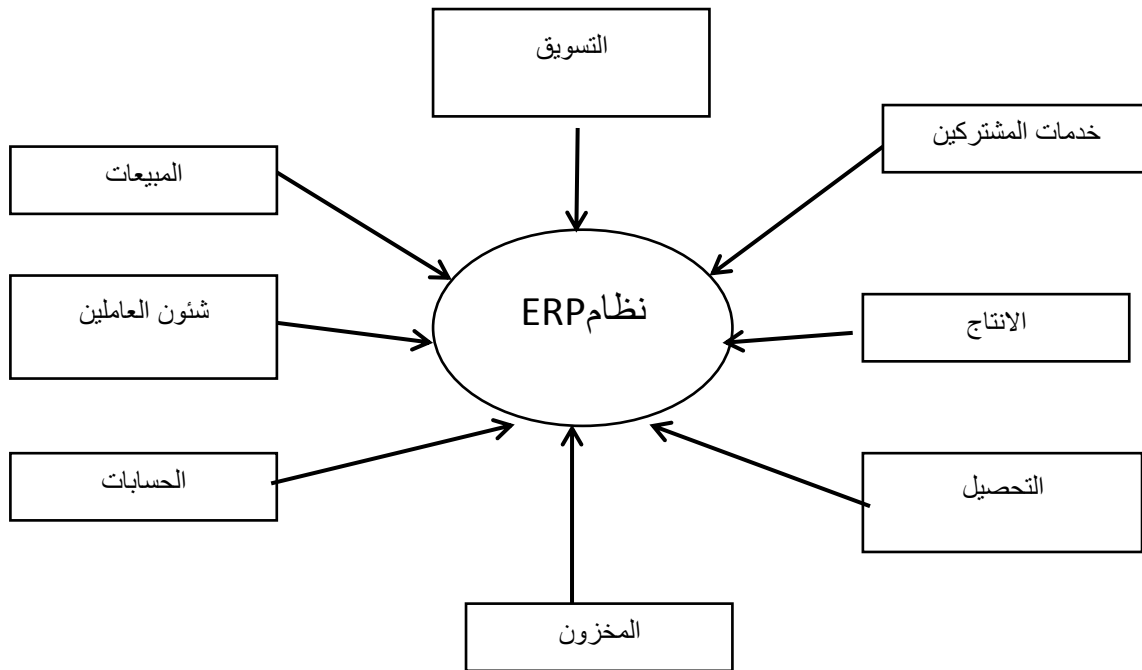 التسويق
خدمات المشتركين
المبيعات
نظامERP
شئون العاملين
الانتاج
الحسابات
التحصيل
المخزون